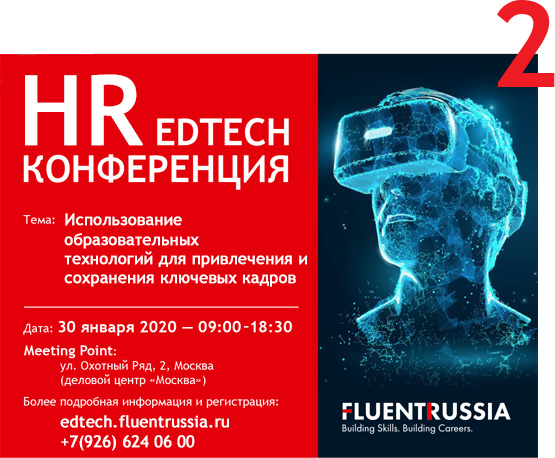 2
HR EDTECH
КОНФЕРЕНЦИЯ
Тема: Использование
образовательных
технологий для привлечения и
сохранения ключевых кадров
Дата: 30 января 2020 — 09:00-18:30
Meeting Point:
ул. Охотный Ряд, 2, Москва
(деловой центр «Москва»)
Более подробная информация и регистрация:
edtech.fluentrussia.ru
+7(926) 624 06 00
FLUENTRUSSIA
Building Skills. Building Careers.